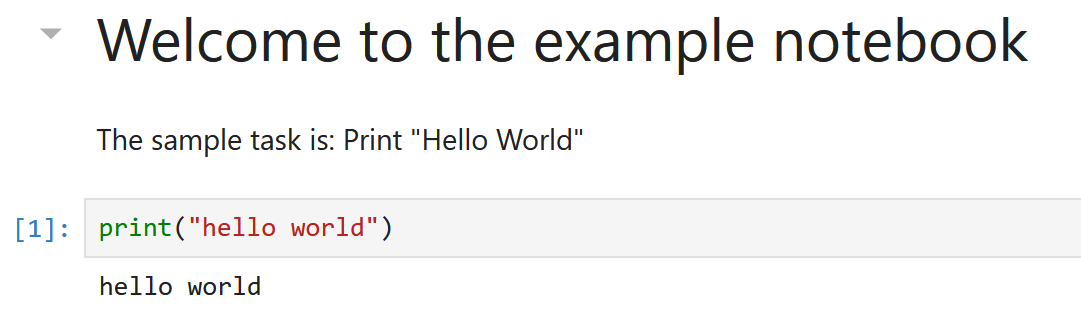 Welcome to the example notebook
The sample task is: Print "Hello World"
[1]: print("hello world")
hello world